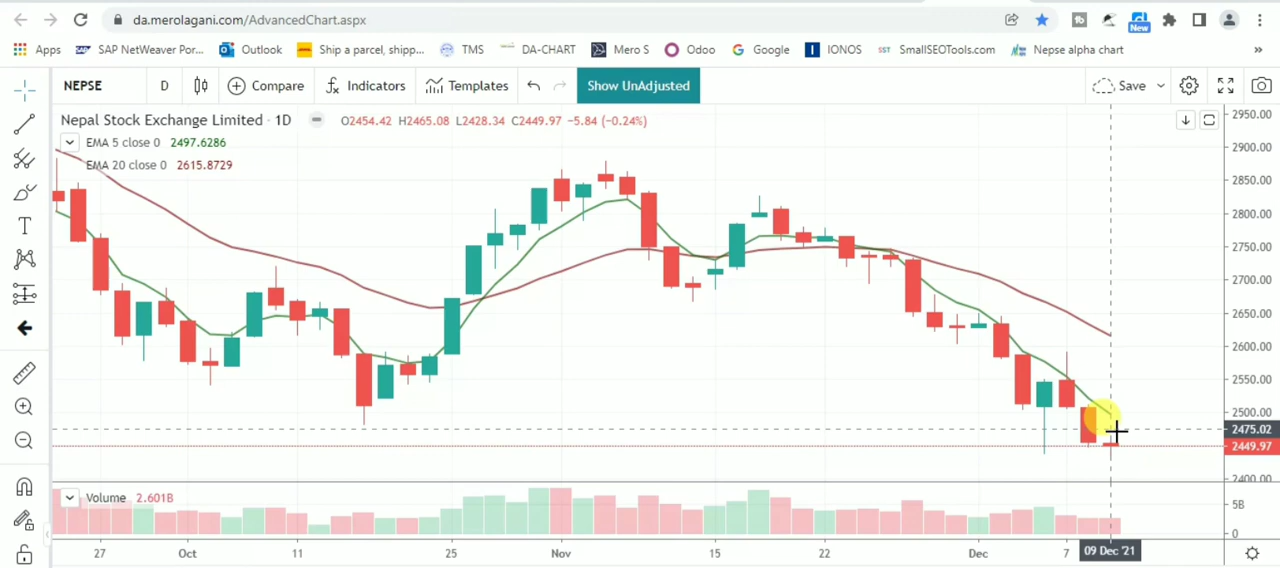 da.merolagani.com/AdvancedChart.aspx
New
Apps SAP NetWeaver Por... Outlook Ship a parcel, shipp... TMS DA-CHART Mero S Odoo Google IONOS SST SmallSEOTools.com Nepse alpha chart »
NEPSE D Compare Indicators Templates Show UnAdjusted Save
Nepal Stock Exchange Limited · 1D O2454.42 H2465.08 L2428.34 C2449.97 −5.84 (−0.24%)
EMA 5 close 0 2497.6286
EMA 20 close 0 2615.8729
T
2950.00
2900.00
2850.00
2800.00
2750.00
2700.00
2650.00
2600.00
2550.00
2500.00
2475.02
2449.97
2400.00
Volume 2.601B
5B
0
27 Oct 11 25 Nov 15 22 Dec 7 09 Dec '21